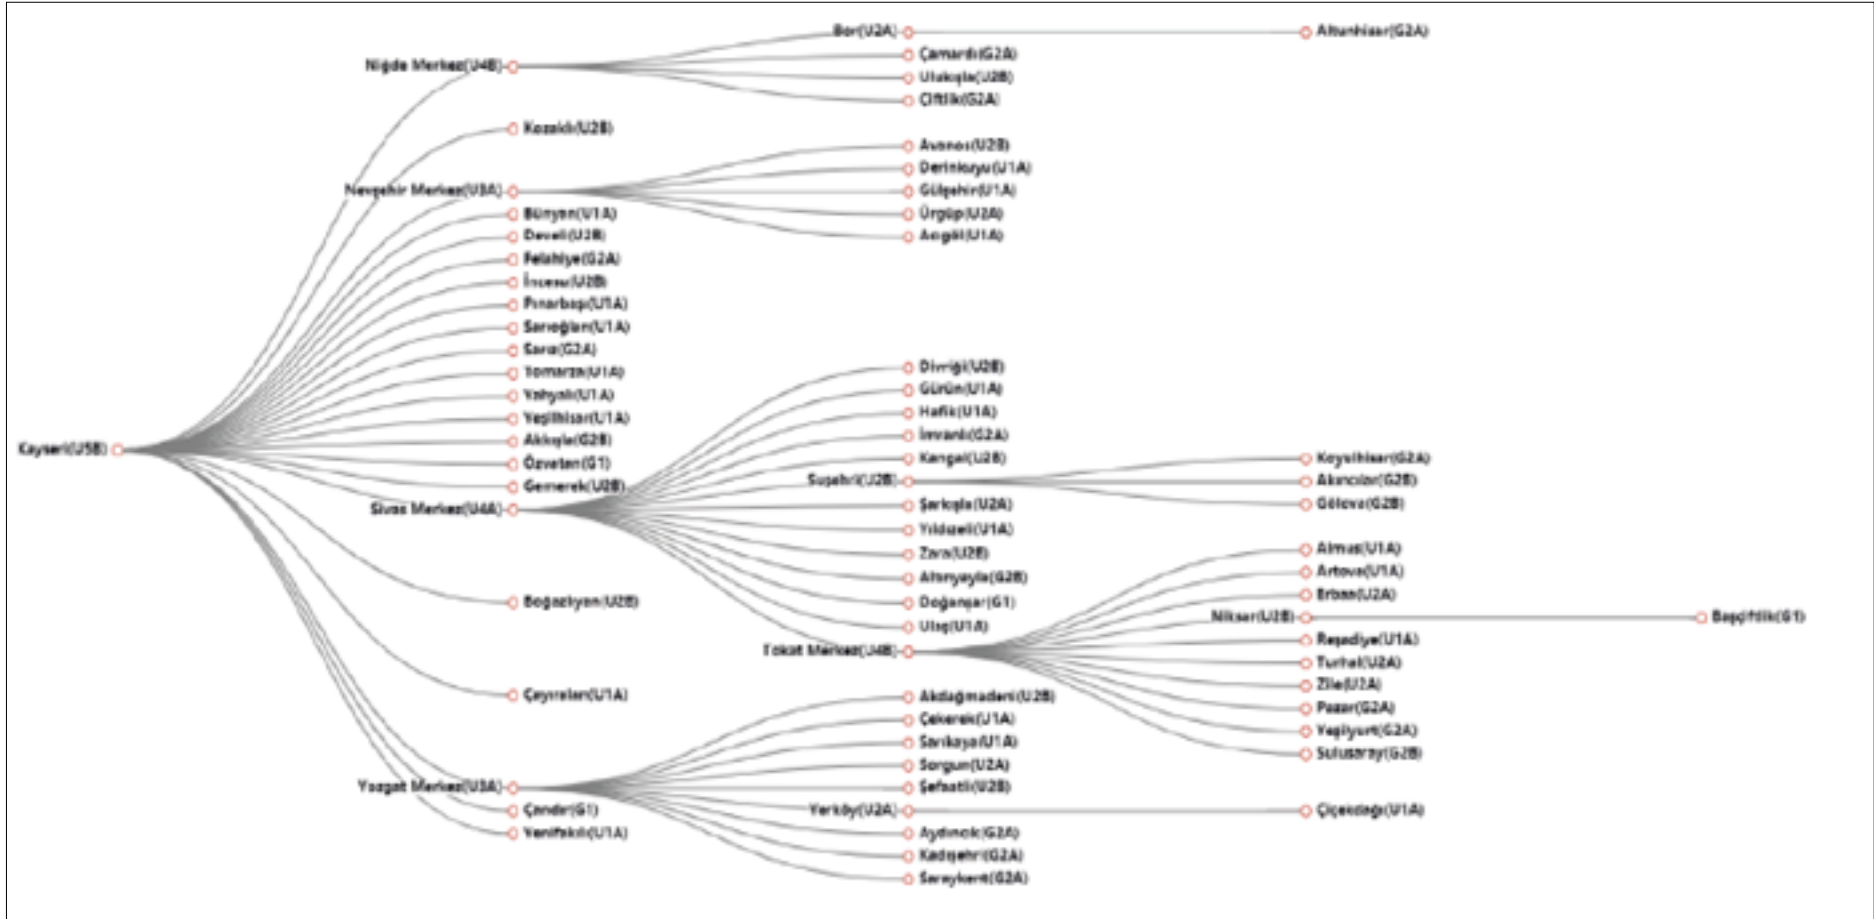 Bor(U2A)
Altunhisar(G2A)
Çamardı(G2A)
Niğde Merkez(U4B)
Ulukışla(U2B)
Çiftlik(G2A)
Kozaklı(U2B)
Avanos(U2B)
Derinkuyu(U1A)
Nevşehir Merkez(U3A)
Gülşehir(U1A)
Bünyan(U1A)
Ürgüp(U2A)
Develi(U2B)
Acıgöl(U1A)
Felahiye(G2A)
İncesu(U2B)
Pınarbaşı(U1A)
Sarıoğlan(U1A)
Sarız(G2A)
Tomarza(U1A)
Divriği(U2B)
Yahyalı(U1A)
Gürün(U1A)
Yeşilhisar(U1A)
Hafik(U1A)
Akkışla(G2B)
İmranlı(G2A)
Kayseri(U5B)
Özvatan(G1)
Kangal(U2B)
Koyulhisar(G2A)
Gemerek(U2B)
Suşehri(U2B)
Akıncılar(G2B)
Sivas Merkez(U4A)
Şarkışla(U2A)
Gölova(G2B)
Yıldızeli(U1A)
Zara(U2B)
Almus(U1A)
Altınyayla(G2B)
Artova(U1A)
Boğazlıyan(U2B)
Doğanşar(G1)
Erbaa(U2A)
Ulaş(U1A)
Niksar(U2B)
Başçiftlik(G1)
Tokat Merkez(U4B)
Reşadiye(U1A)
Turhal(U2A)
Zile(U2A)
Çayıralan(U1A)
Akdağmadeni(U2B)
Pazar(G2A)
Çekerek(U1A)
Yeşilyurt(G2A)
Sarıkaya(U1A)
Sulusaray(G2B)
Sorgun(U2A)
Yozgat Merkez(U3A)
Şefaatli(U2B)
Çandır(G1)
Yerköy(U2A)
Çiçekdağı(U1A)
Yenifakılı(U1A)
Aydıncık(G2A)
Kadışehri(G2A)
Saraykent(G2A)